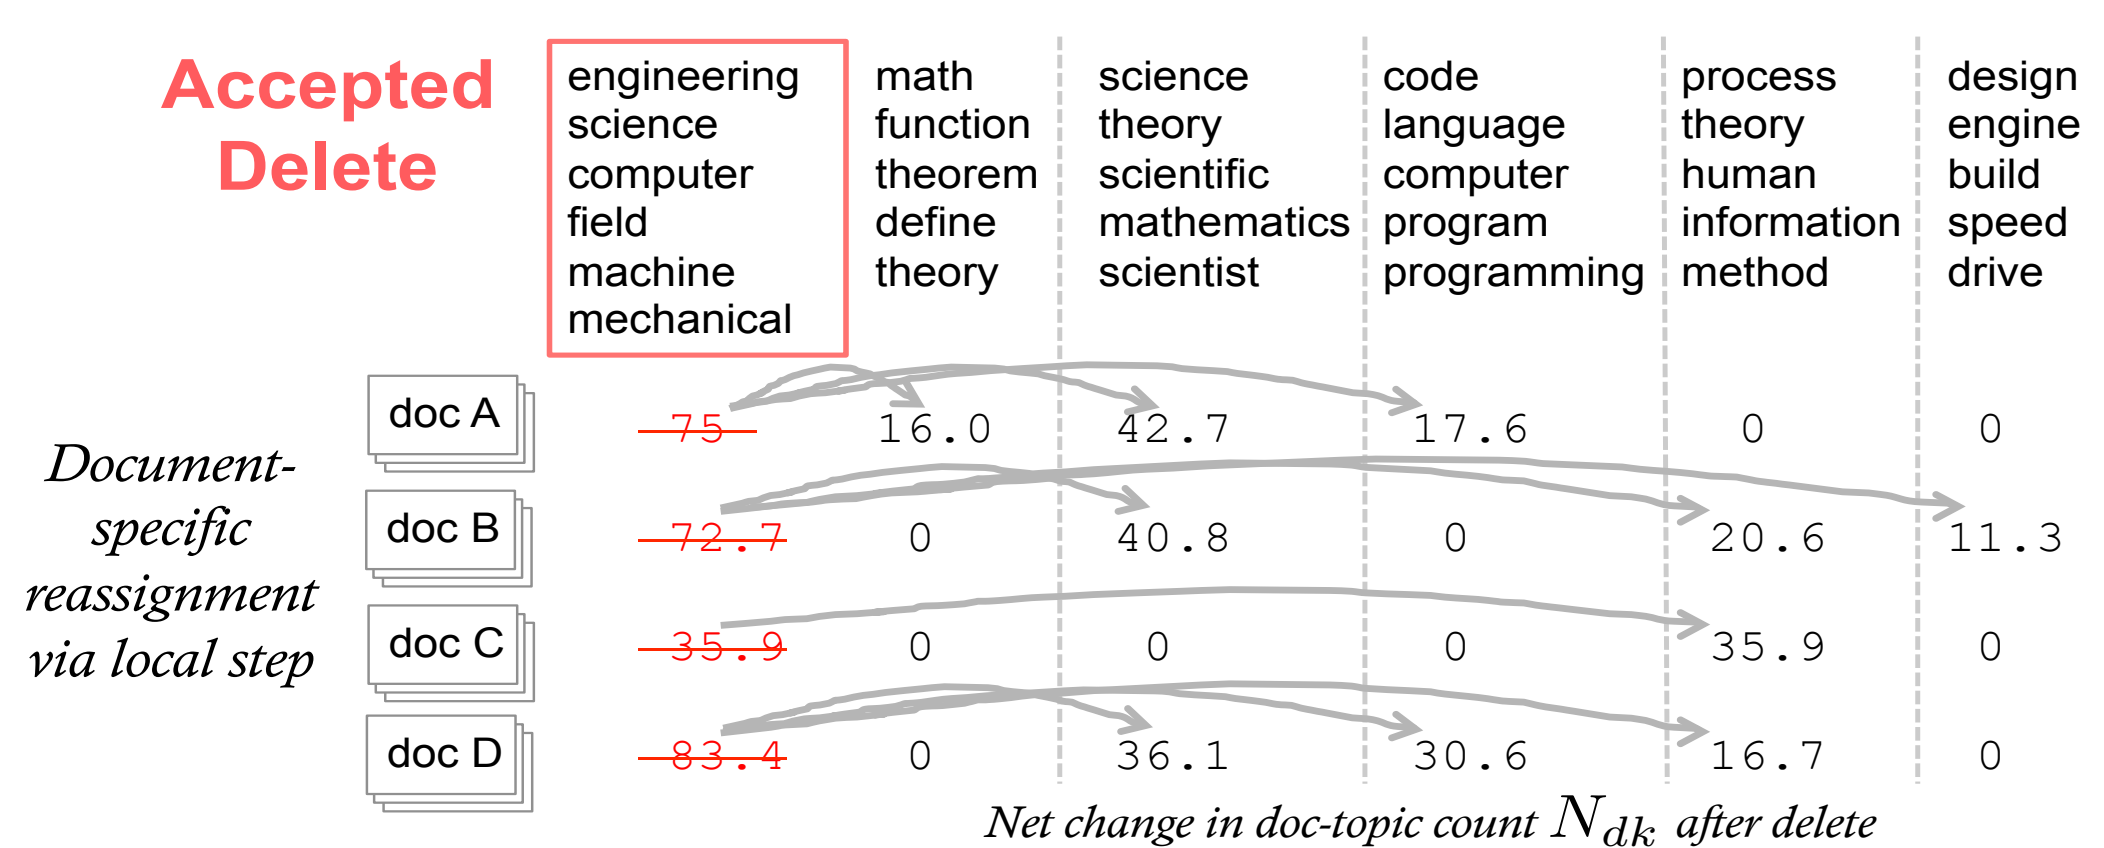 Accepted
Delete
engineering
science
computer
field
machine
mechanical
math
function
theorem
define
theory
science
theory
scientific
mathematics
scientist
code
language
computer
program
programming
process
theory
human
information
method
design
engine
build
speed
drive
Document-
specific
reassignment
via local step
doc A 75 16.0 42.7 17.6 0 0
doc B 72.7 0 40.8 0 20.6 11.3
doc C 35.9 0 0 0 35.9 0
doc D 83.4 0 36.1 30.6 16.7 0
Net change in doc-topic count N_{dk} after delete